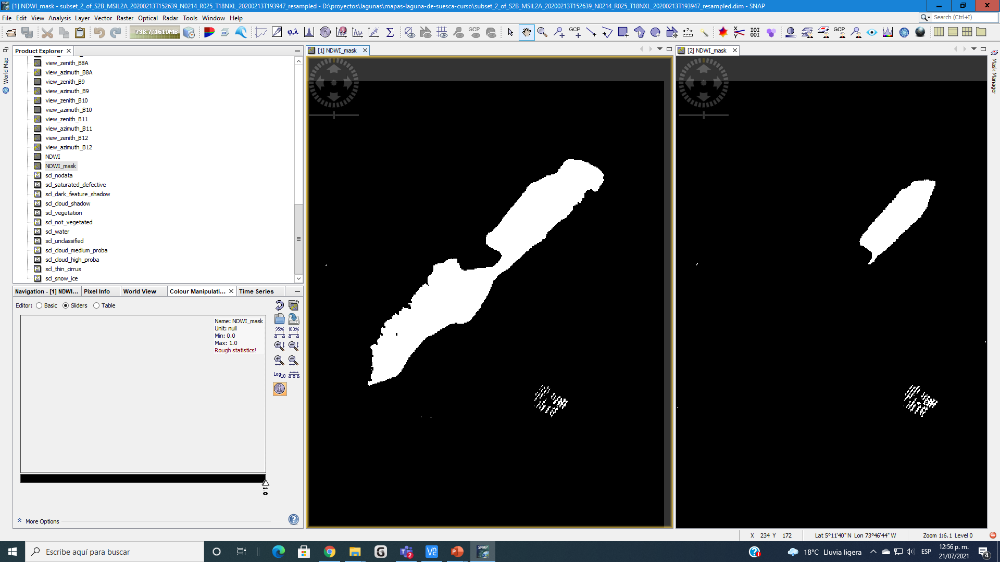 [1] NDWI_mask - subset_2_of_S2B_MSIL2A_20200213T152639_N0214_R025_T18NXL_20200213T193947_resampled - D:\proyectos\lagunas\mapas-laguna-de-suesca-curso\subset_2_of_S2B_MSIL2A_20200213T152639_N0214_R025_T18NXL_20200213T193947_resampled.dim - SNAP
File Edit View Analysis Layer Vector Raster Optical Radar Tools Window Help
Search (Ctrl+I)
738.7/1610MB
φ,λ
Σ
GCP
GCP
GCP
Product Explorer
World Map
view_zenith_B8A
view_azimuth_B8A
view_zenith_B9
view_azimuth_B9
view_zenith_B10
view_azimuth_B10
view_zenith_B11
view_azimuth_B11
view_zenith_B12
view_azimuth_B12
NDWI
NDWI_mask
scl_nodata
scl_saturated_defective
scl_dark_feature_shadow
scl_cloud_shadow
scl_vegetation
scl_not_vegetated
scl_water
scl_unclassified
scl_cloud_medium_proba
scl_cloud_high_proba
scl_thin_cirrus
scl_snow_ice
Navigation - [1] NDWI... Pixel Info World View Colour Manipulati... Time Series
Editor: Basic Sliders Table
Name: NDWI_mask
Unit: null
Min: 0.0
Max: 1.0
Rough statistics!
95% 100%
Log10
More Options
[1] NDWI_mask
[2] NDWI_mask
Mask Manager
X 234 Y 172 Lat 5°11'40" N Lon 73°46'44" W Zoom 1:6.1 Level 0
Escribe aquí para buscar
SNAP
2
18°C Lluvia ligera
ESP
12:56 p. m.
21/07/2021
4